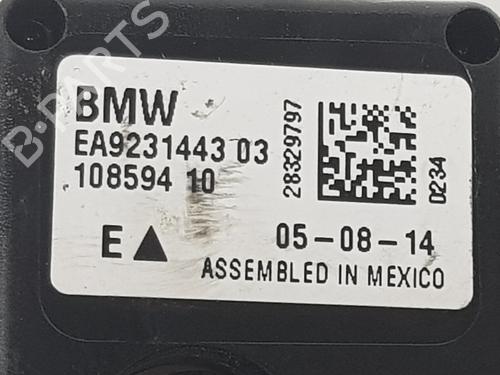 BMW
EA9231443 03
108594 10
28329797
0234
E▲
05-08-14
ASSEMBLED IN MEXICO
B-PARTS